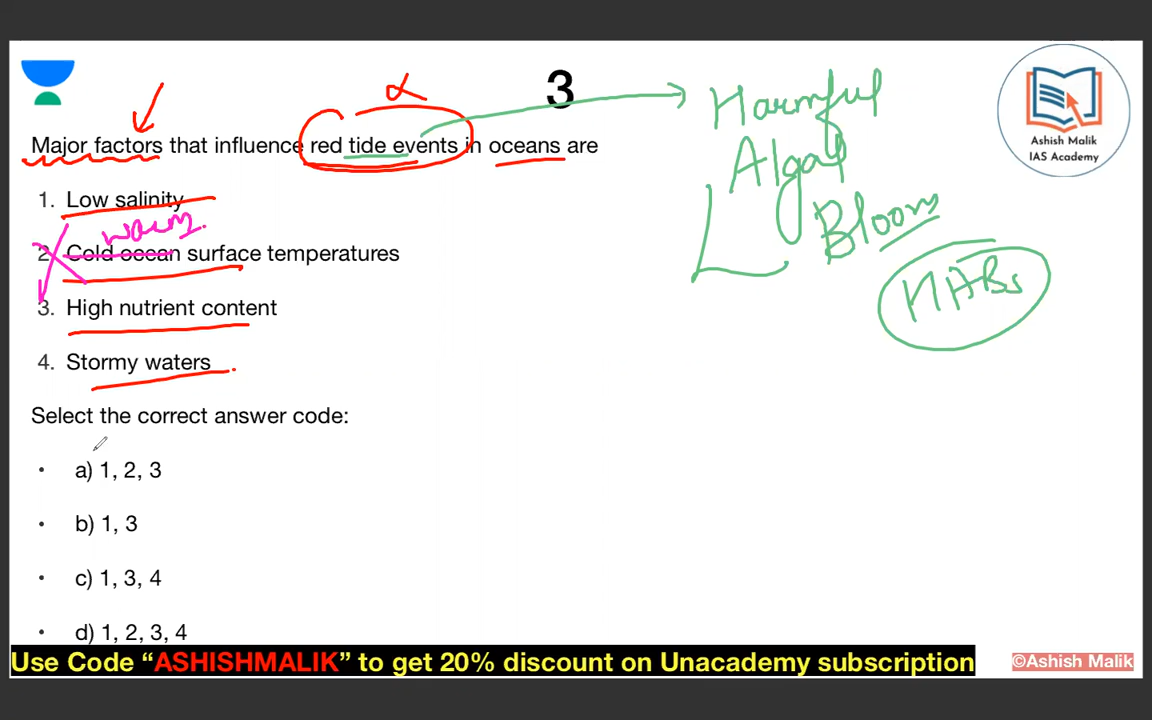 3
α
Harmful
Algal
Bloom
HABs
Ashish Malik
IAS Academy
Major factors that influence red tide events in oceans are
1. Low salinity
warm
2. Cold ocean surface temperatures
3. High nutrient content
4. Stormy waters
Select the correct answer code:
• a) 1, 2, 3
• b) 1, 3
• c) 1, 3, 4
• d) 1, 2, 3, 4
Use Code “ASHISHMALIK” to get 20% discount on Unacademy subscription
©Ashish Malik